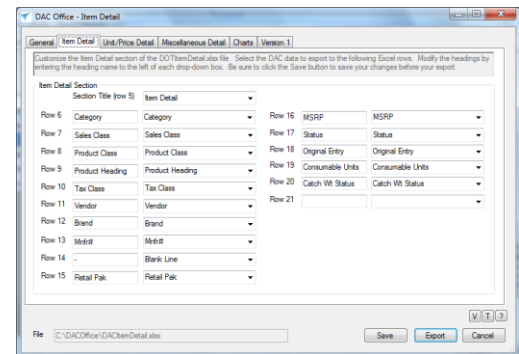 DAC Office - Item Detail
General Item Detail Unit/Price Detail Miscellaneous Detail Charts Version 1
Customize the Item Detail section of the DOTItemDetail.xlsx file. Select the DAC data to export to the following Excel rows. Modify the headings by
entering the heading name to the left of each drop-down box. Be sure to click the Save button to save your changes before your export.
Item Detail Section
Section Title (row 5) Item Detail
Row 6 Category Category
Row 7 Sales Class Sales Class
Row 8 Product Class Product Class
Row 9 Product Heading Product Heading
Row 10 Tax Class Tax Class
Row 11 Vendor Vendor
Row 12 Brand Brand
Row 13 Mnfr# Mnfr#
Row 14 - Blank Line
Row 15 Retail Pak Retail Pak
Row 16 MSRP MSRP
Row 17 Status Status
Row 18 Original Entry Original Entry
Row 19 Consumable Units Consumable Units
Row 20 Catch Wt Status Catch Wt Status
Row 21
V T ?
File C:\DACOffice\DACItemDetail.xlsx Save Export Cancel